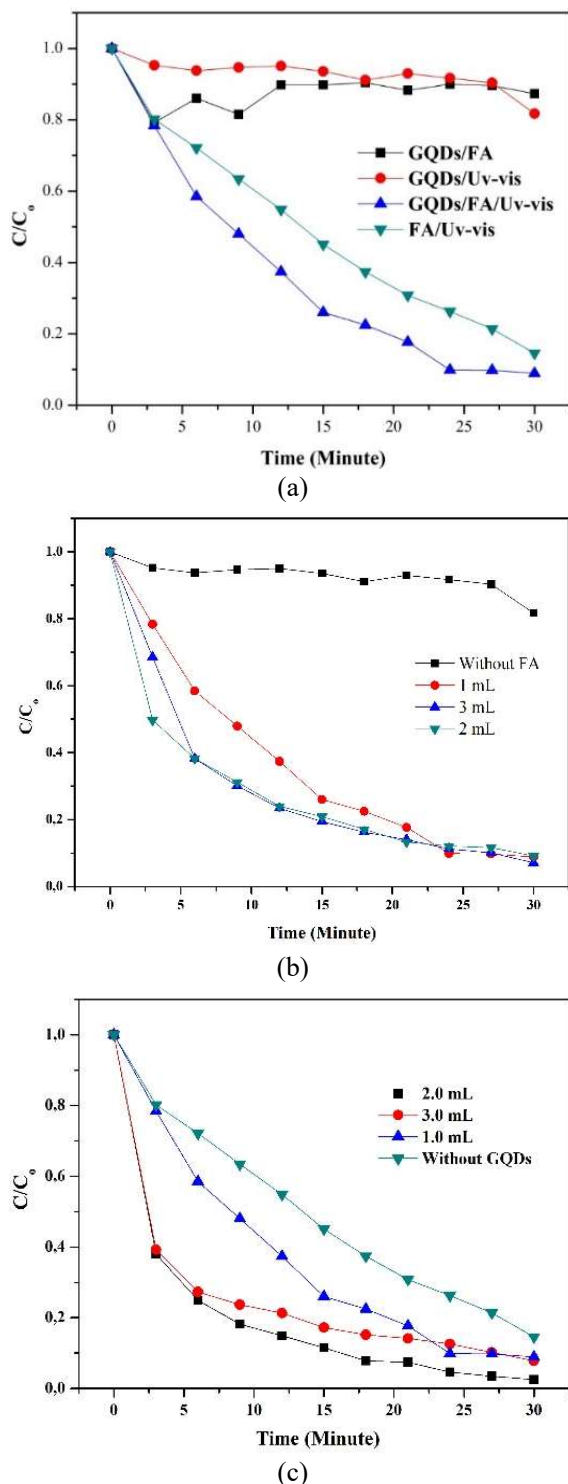 1.0
0.8
0.6
0.4
0.2
0.0
C/Co
GQDs/FA
GQDs/Uv-vis
GQDs/FA/Uv-vis
FA/Uv-vis
0 5 10 15 20 25 30
Time (Minute)
(a)
1,0
0,8
0,6
0,4
0,2
0,0
C/Co
Without FA
1 mL
3 mL
2 mL
0 5 10 15 20 25 30
Time (Minute)
(b)
1,0
0,8
0,6
0,4
0,2
0,0
C/Co
2.0 mL
3.0 mL
1.0 mL
Without GQDs
0 5 10 15 20 25 30
Time (Minute)
(c)